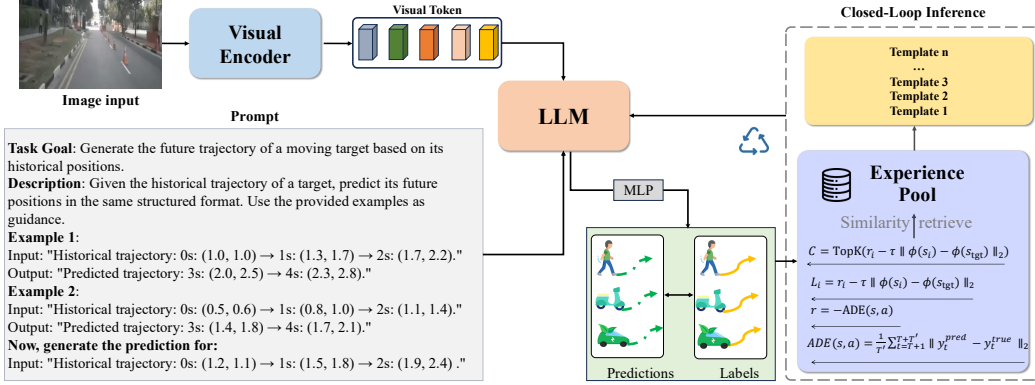 Image input
Visual
Encoder
Visual Token
LLM
MLP
Prompt
Task Goal: Generate the future trajectory of a moving target based on its
historical positions.
Description: Given the historical trajectory of a target, predict its future
positions in the same structured format. Use the provided examples as
guidance.
Example 1:
Input: "Historical trajectory: 0s: (1.0, 1.0) → 1s: (1.3, 1.7) → 2s: (1.7, 2.2)."
Output: "Predicted trajectory: 3s: (2.0, 2.5) → 4s: (2.3, 2.8)."
Example 2:
Input: "Historical trajectory: 0s: (0.5, 0.6) → 1s: (0.8, 1.0) → 2s: (1.1, 1.4)."
Output: "Predicted trajectory: 3s: (1.4, 1.8) → 4s: (1.7, 2.1)."
Now, generate the prediction for:
Input: "Historical trajectory: 0s: (1.2, 1.1) → 1s: (1.5, 1.8) → 2s: (1.9, 2.4) ."
Predictions
Labels
Closed-Loop Inference
Template n
...
Template 3
Template 2
Template 1
Experience
Pool
Similarity retrieve
C = TopK(r_i − τ ∥ ϕ(s_i) − ϕ(s_tgt) ∥_2)
L_i = r_i − τ ∥ ϕ(s_i) − ϕ(s_tgt) ∥_2
r = −ADE(s, a)
ADE(s, a) = 1/T' ∑_{t=T+1}^{T+T'} ∥ y_t^{pred} − y_t^{true} ∥_2